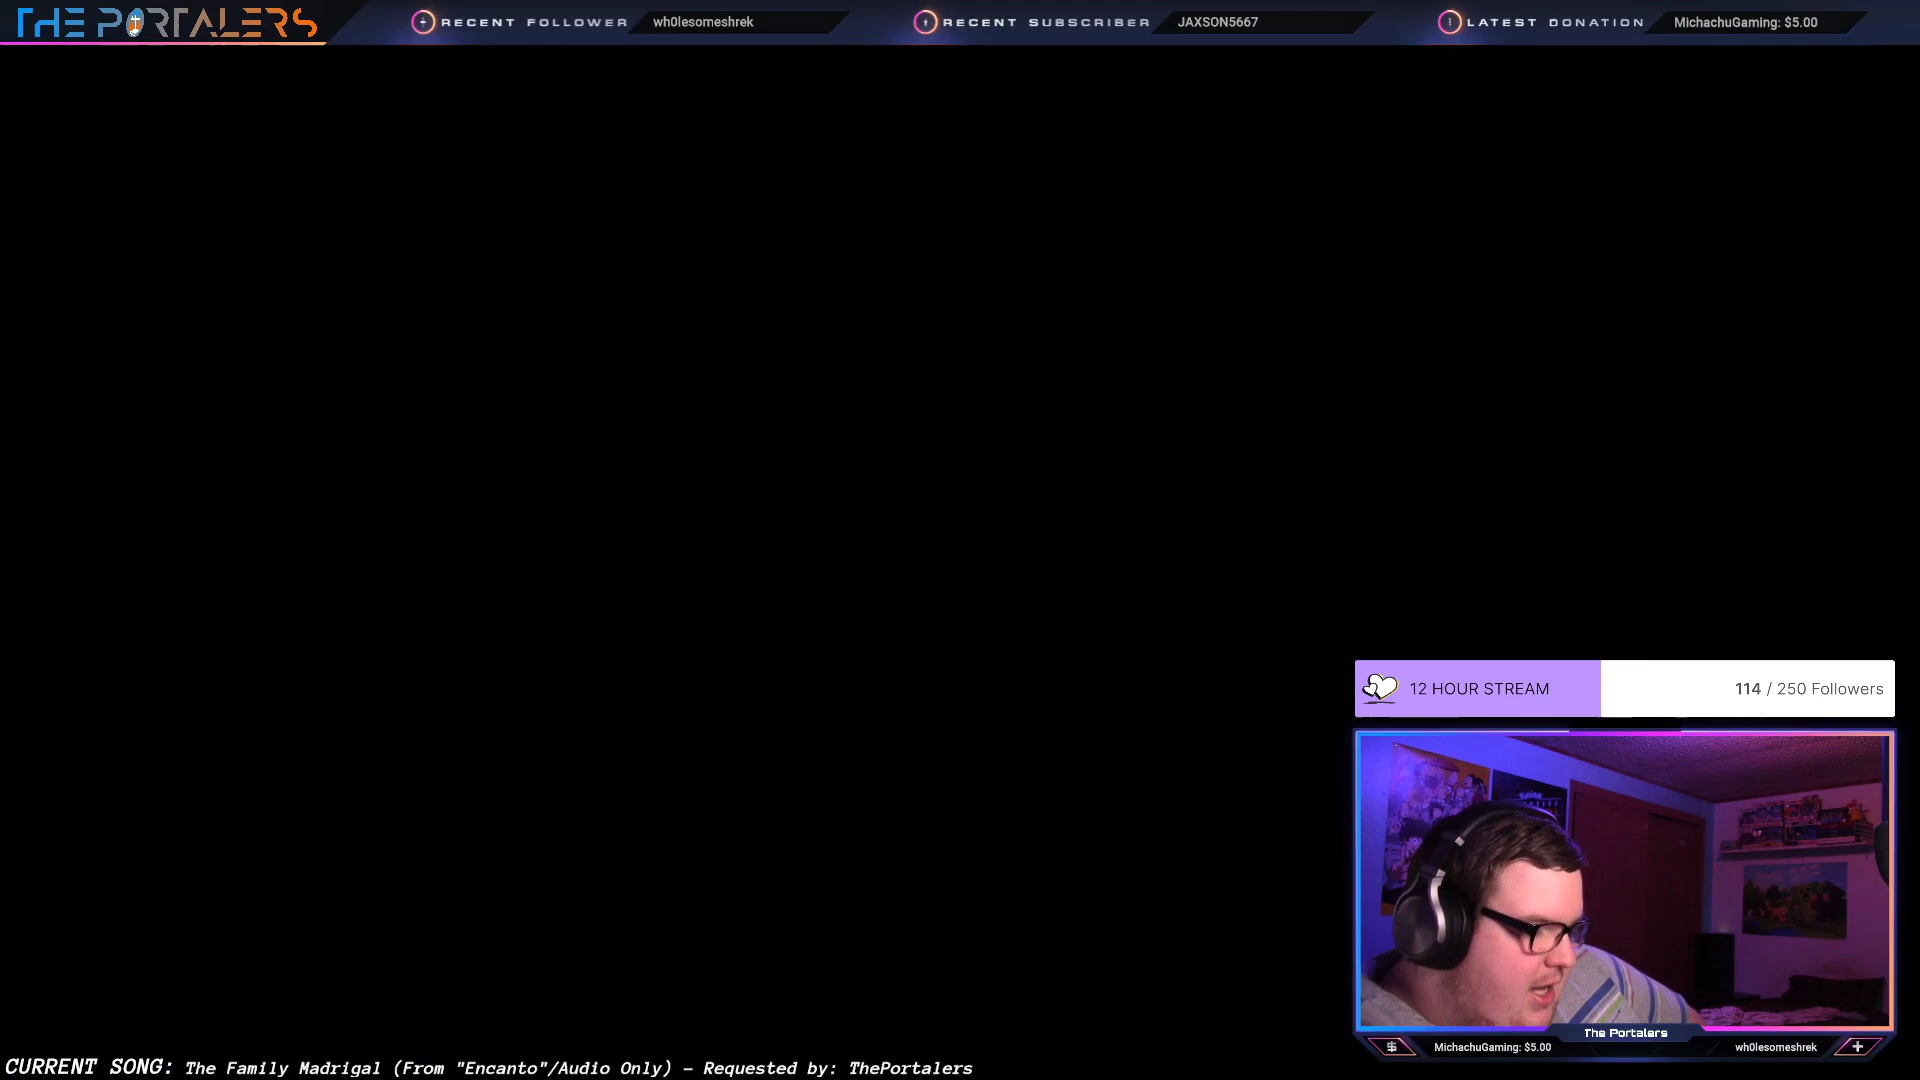 THE PORTALERS
RECENT FOLLOWER wh0lesomeshrek
RECENT SUBSCRIBER JAXSON5667
LATEST DONATION MichachuGaming: $5.00
12 HOUR STREAM 114 / 250 Followers
The Portalers
$ MichachuGaming: $5.00 wh0lesomeshrek +
CURRENT SONG: The Family Madrigal (From "Encanto"/Audio Only) - Requested by: ThePortalers